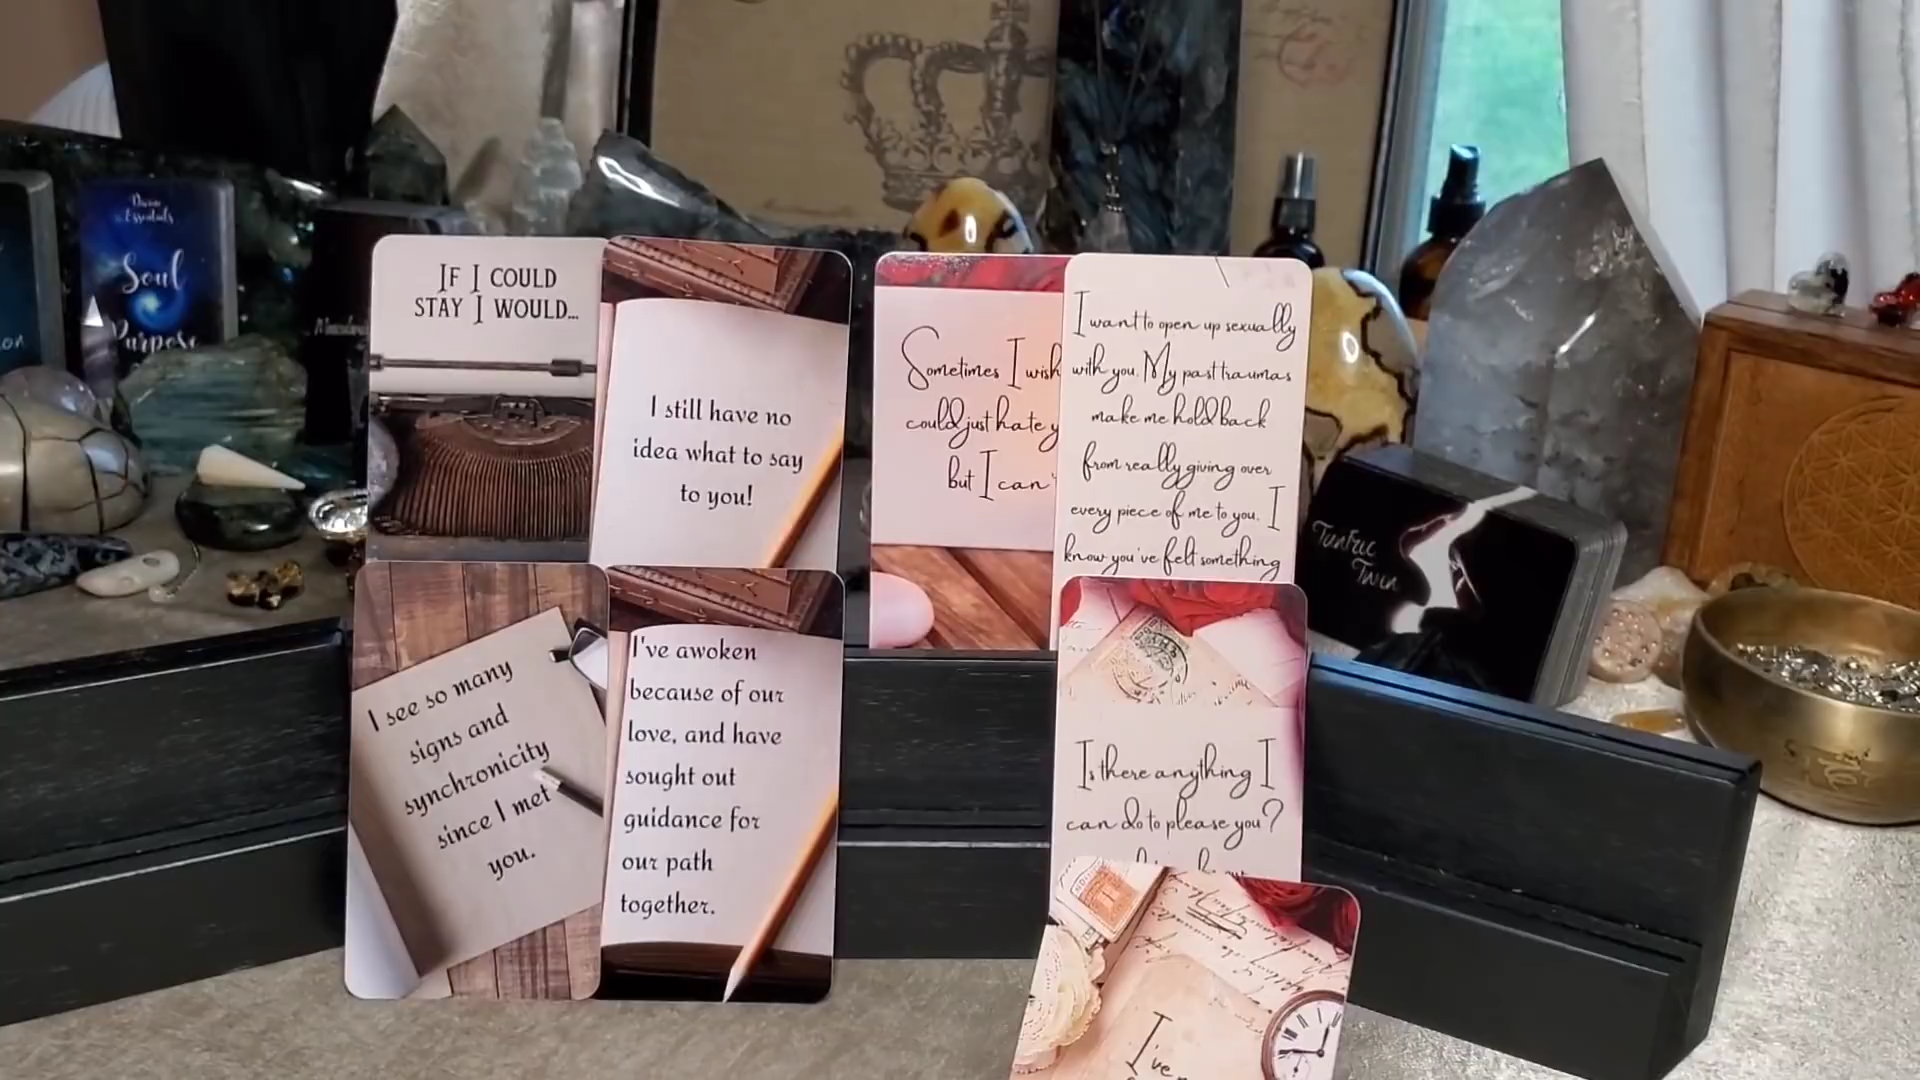 Divine
Essentials
Soul
Purpose
on
IF I COULD
STAY I WOULD...
I still have no
idea what to say
to you!
Sometimes I wish
could just hate y
but I can'
I want to open up sexually
with you. My past traumas
make me hold back
from really giving over
every piece of me to you. I
know you've felt something
I see so many
signs and
synchronicity
since I met
you.
I've awoken
because of our
love, and have
sought out
guidance for
our path
together.
Is there anything I
can do to please you?
I've
Tantric
Twin